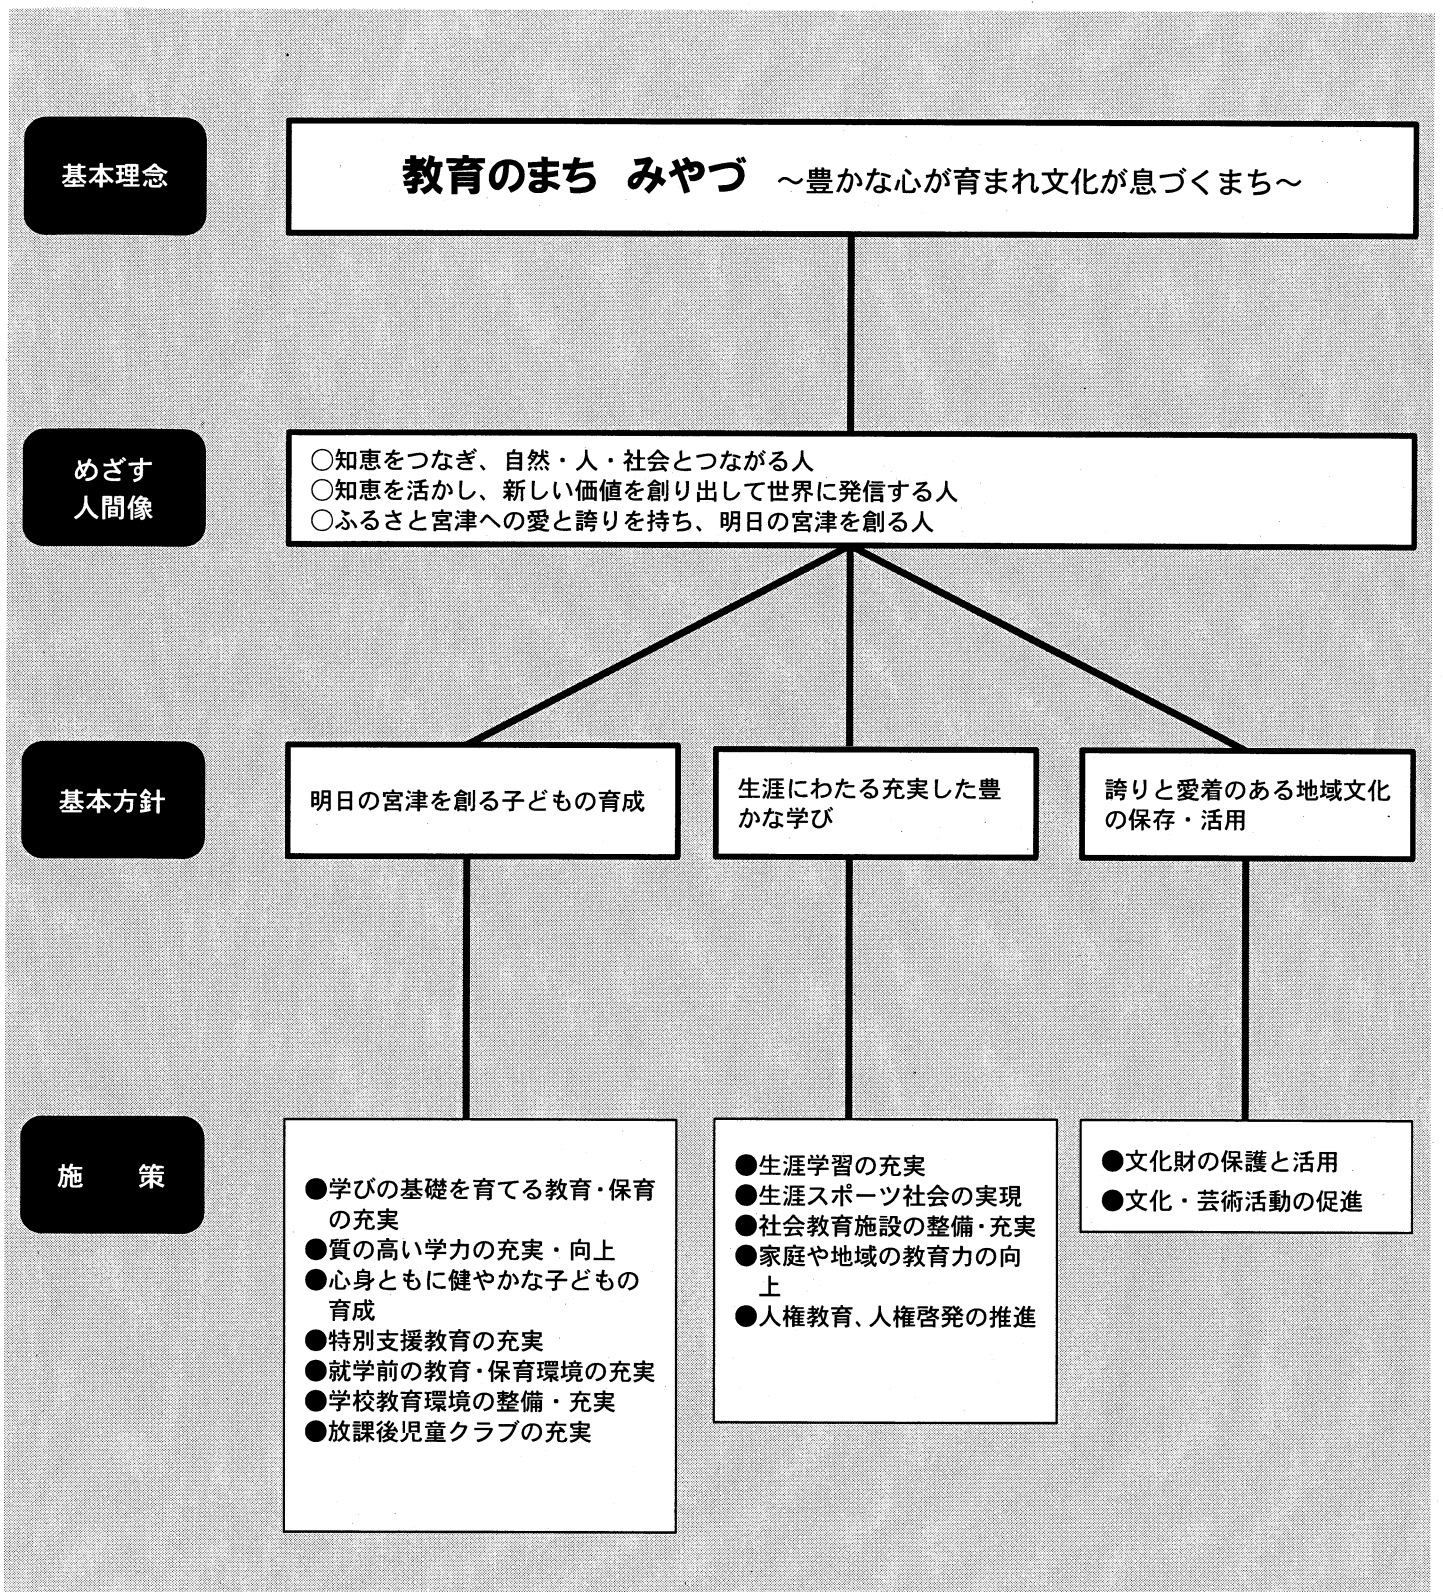 基本理念
教育のまち　みやづ　～豊かな心が育まれ文化が息づくまち～
めざす
人間像
○知恵をつなぎ、自然・人・社会とつながる人
○知恵を活かし、新しい価値を創り出して世界に発信する人
○ふるさと宮津への愛と誇りを持ち、明日の宮津を創る人
基本方針
明日の宮津を創る子どもの育成
生涯にわたる充実した豊
かな学び
誇りと愛着のある地域文化
の保存・活用
施　　策
●学びの基礎を育てる教育・保育
の充実
●質の高い学力の充実・向上
●心身ともに健やかな子どもの
育成
●特別支援教育の充実
●就学前の教育・保育環境の充実
●学校教育環境の整備・充実
●放課後児童クラブの充実
●生涯学習の充実
●生涯スポーツ社会の実現
●社会教育施設の整備・充実
●家庭や地域の教育力の向
上
●人権教育、人権啓発の推進
●文化財の保護と活用
●文化・芸術活動の促進